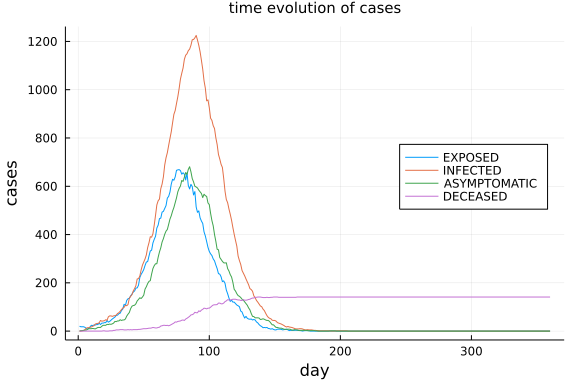 time evolution of cases
cases
1200
1000
800
600
400
200
0
EXPOSED
INFECTED
ASYMPTOMATIC
DECEASED
0 100 200 300
day